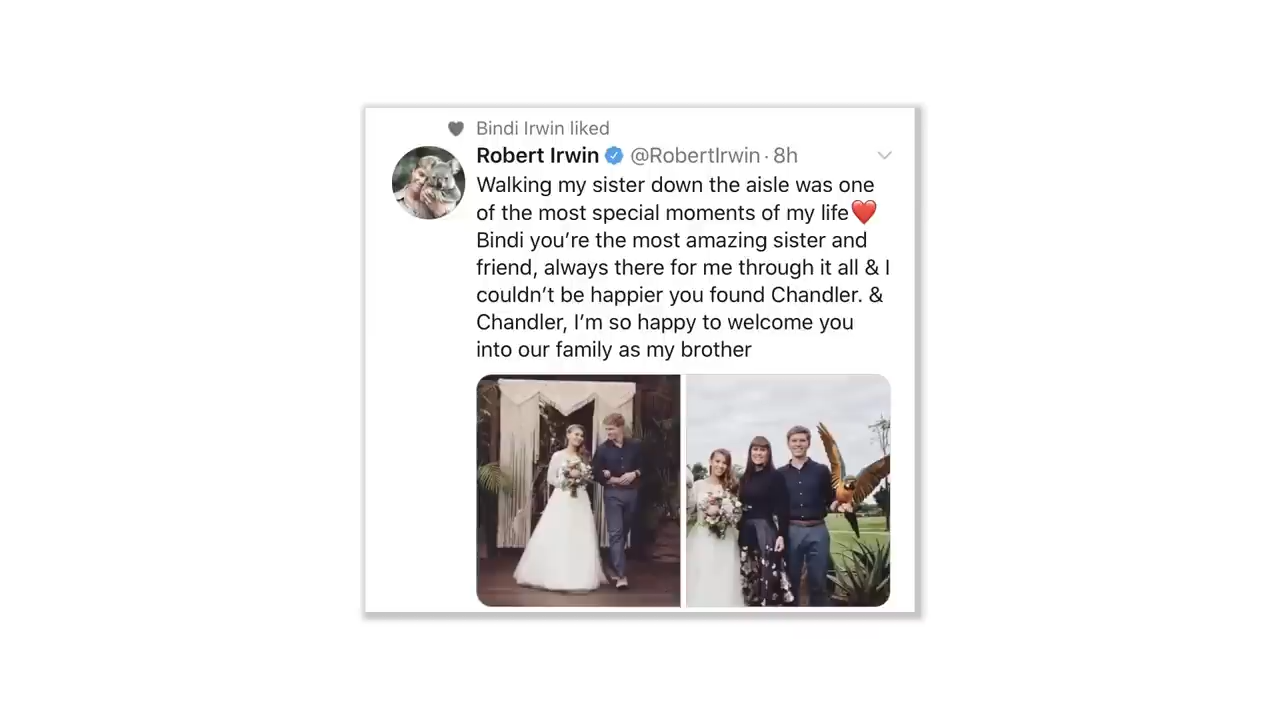 Bindi Irwin liked
Robert Irwin @RobertIrwin · 8h
Walking my sister down the aisle was one
of the most special moments of my life❤️
Bindi you’re the most amazing sister and
friend, always there for me through it all & I
couldn’t be happier you found Chandler. &
Chandler, I’m so happy to welcome you
into our family as my brother